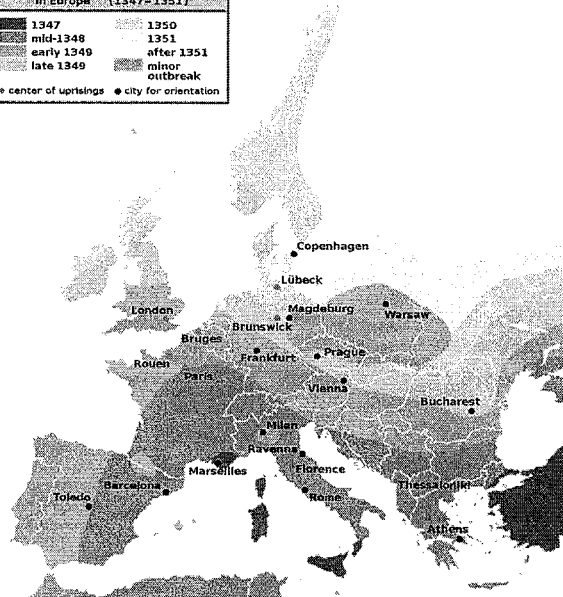 in Europe (1347–1351)
1347
mid-1348
early 1349
late 1349
1350
1351
after 1351
minor
outbreak
center of uprisings
city for orientation
Copenhagen
Lübeck
Magdeburg
London
Brunswick
Warsaw
Bruges
Frankfurt
Prague
Rouen
Paris
Vienna
Bucharest
Milan
Ravenna
Marseilles
Florence
Barcelona
Thessaloniki
Toledo
Rome
Athens